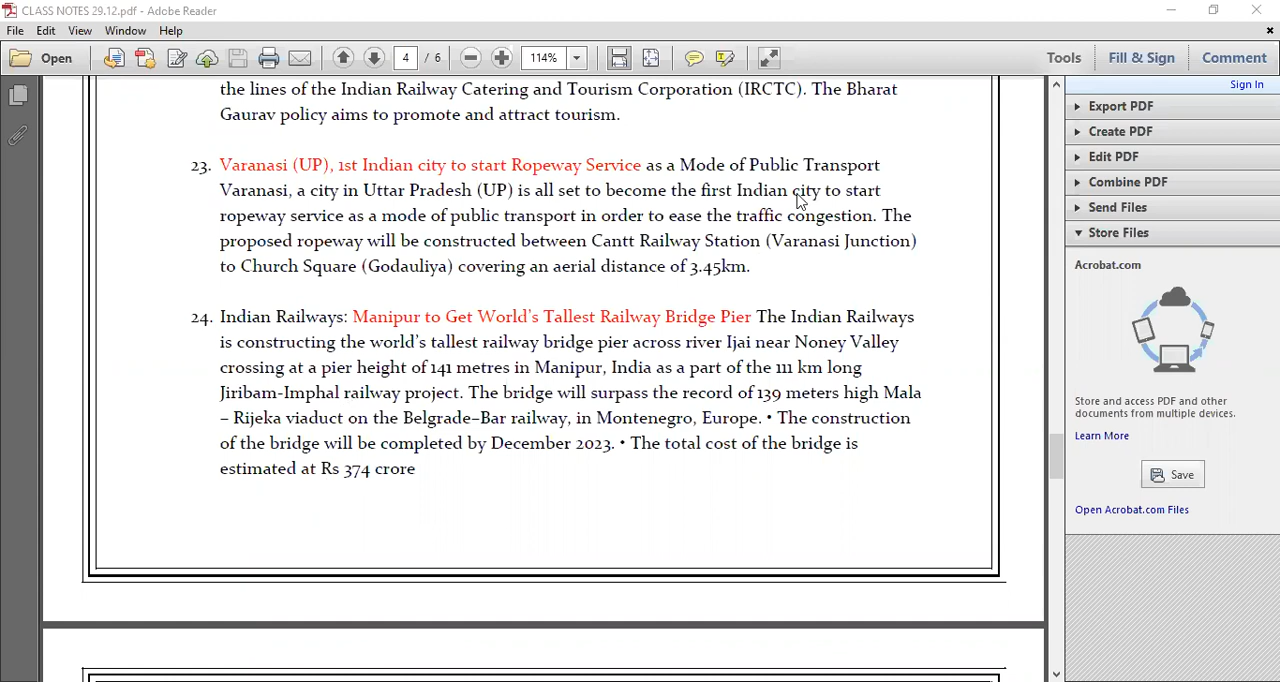 CLASS NOTES 29.12.pdf - Adobe Reader
File Edit View Window Help
Open 4 / 6 114% Tools Fill & Sign Comment
Sign In
Export PDF
Create PDF
Edit PDF
Combine PDF
Send Files
Store Files
Acrobat.com
Store and access PDF and other
documents from multiple devices.
Learn More
Save
Open Acrobat.com Files
the lines of the Indian Railway Catering and Tourism Corporation (IRCTC). The Bharat
Gaurav policy aims to promote and attract tourism.
23. Varanasi (UP), 1st Indian city to start Ropeway Service as a Mode of Public Transport
Varanasi, a city in Uttar Pradesh (UP) is all set to become the first Indian city to start
ropeway service as a mode of public transport in order to ease the traffic congestion. The
proposed ropeway will be constructed between Cantt Railway Station (Varanasi Junction)
to Church Square (Godauliya) covering an aerial distance of 3.45km.
24. Indian Railways: Manipur to Get World's Tallest Railway Bridge Pier The Indian Railways
is constructing the world's tallest railway bridge pier across river Ijai near Noney Valley
crossing at a pier height of 141 metres in Manipur, India as a part of the 111 km long
Jiribam-Imphal railway project. The bridge will surpass the record of 139 meters high Mala
– Rijeka viaduct on the Belgrade–Bar railway, in Montenegro, Europe. • The construction
of the bridge will be completed by December 2023. • The total cost of the bridge is
estimated at Rs 374 crore